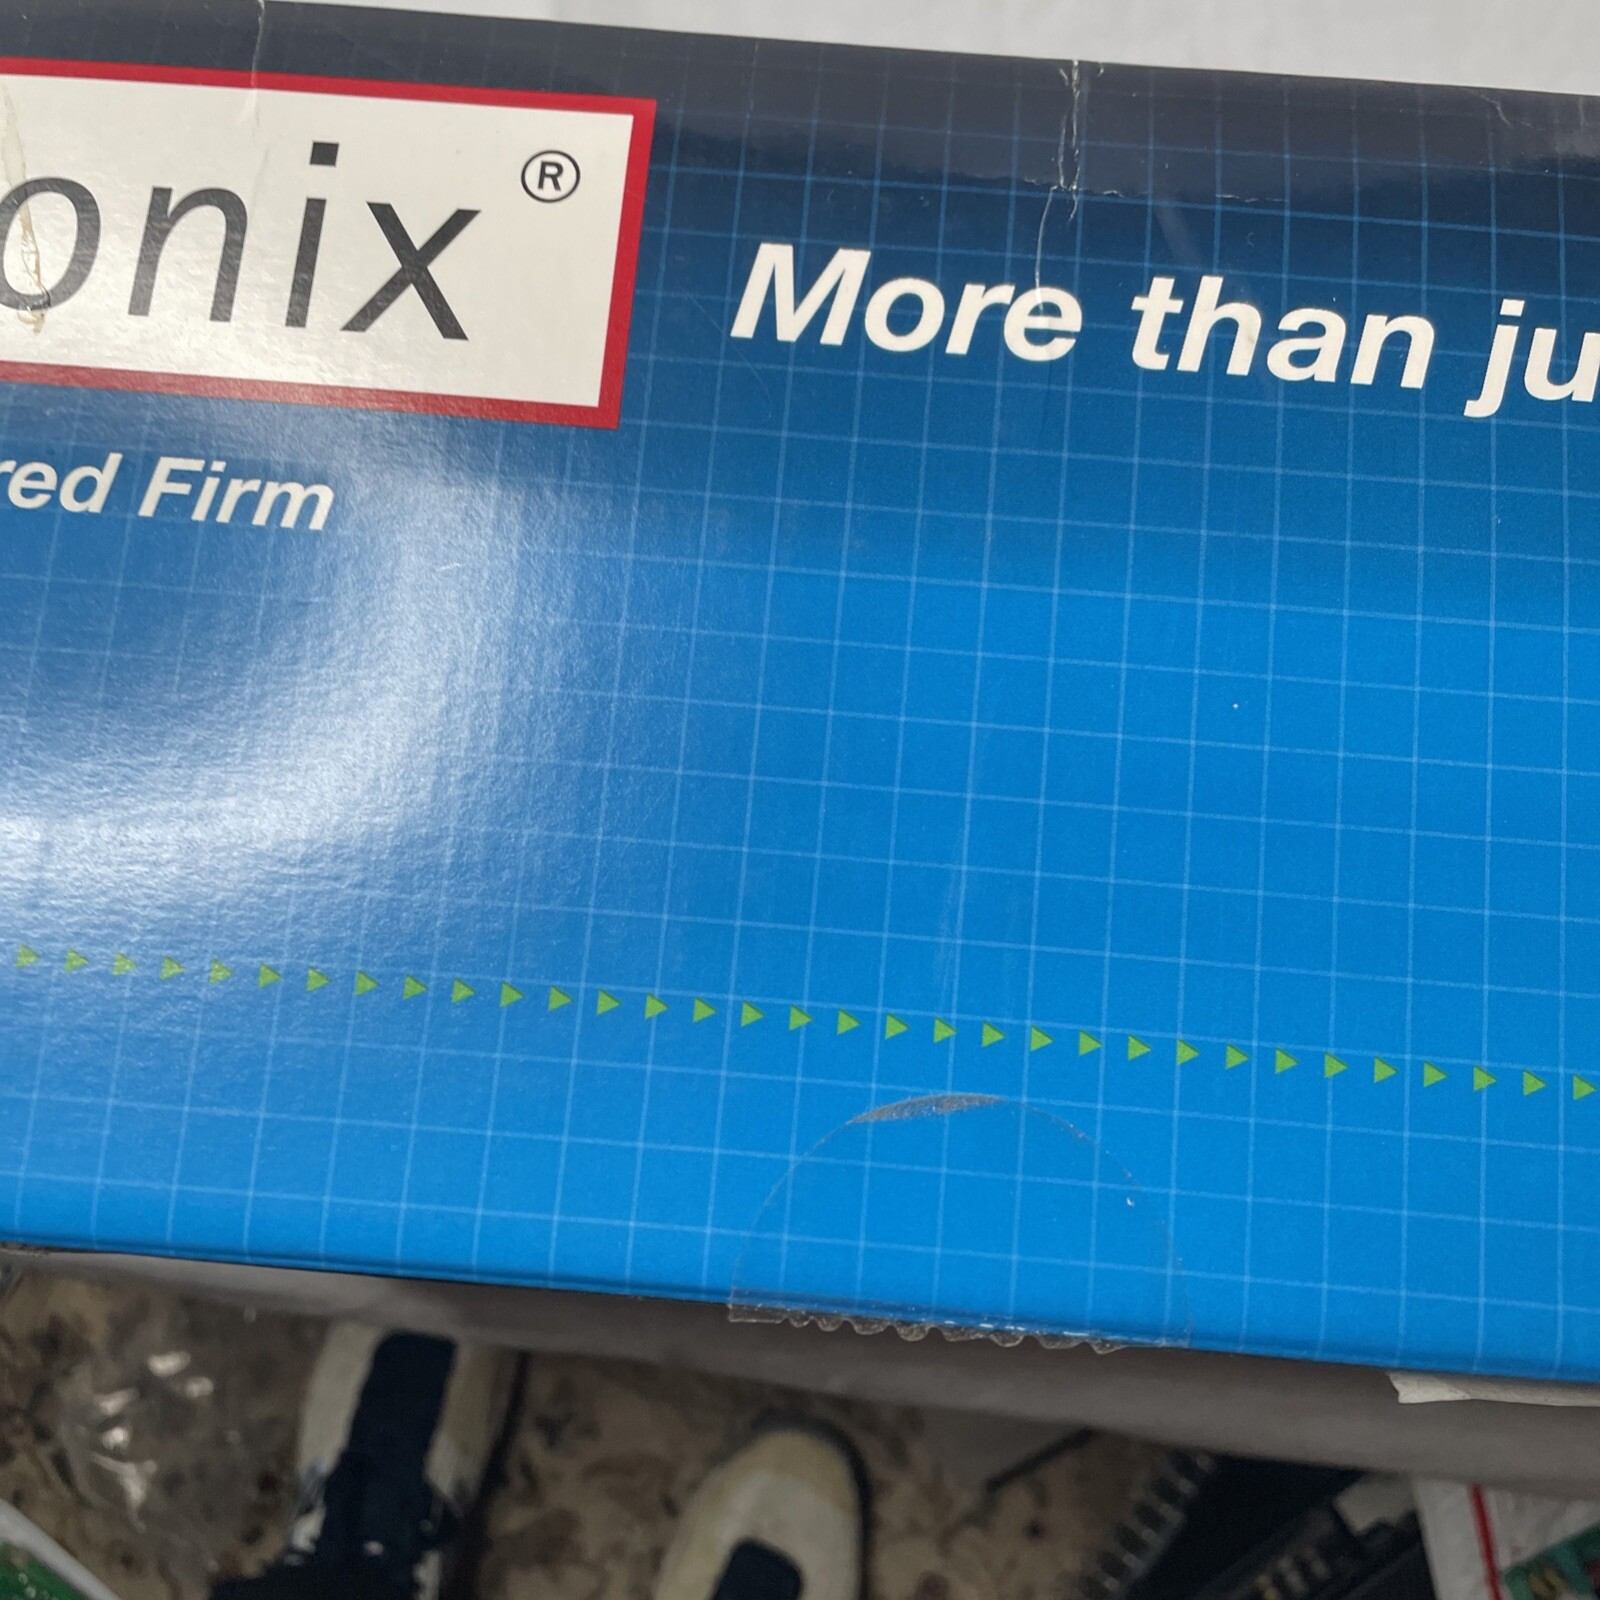 onix®
More than ju
red Firm